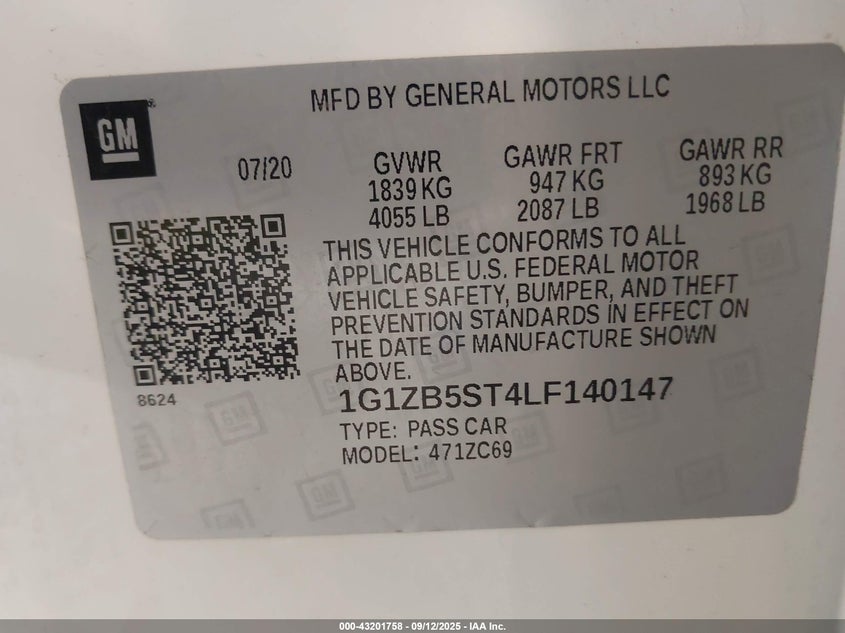 MFD BY GENERAL MOTORS LLC
GM
07/20
GVWR
1839 KG
4055 LB
GAWR FRT
947 KG
2087 LB
GAWR RR
893 KG
1968 LB
THIS VEHICLE CONFORMS TO ALL
APPLICABLE U.S. FEDERAL MOTOR
VEHICLE SAFETY, BUMPER, AND THEFT
PREVENTION STANDARDS IN EFFECT ON
THE DATE OF MANUFACTURE SHOWN
ABOVE.
8624
1G1ZB5ST4LF140147
TYPE: PASS CAR
MODEL: 471ZC69
000-43201758 - 09/12/2025 - IAA Inc.